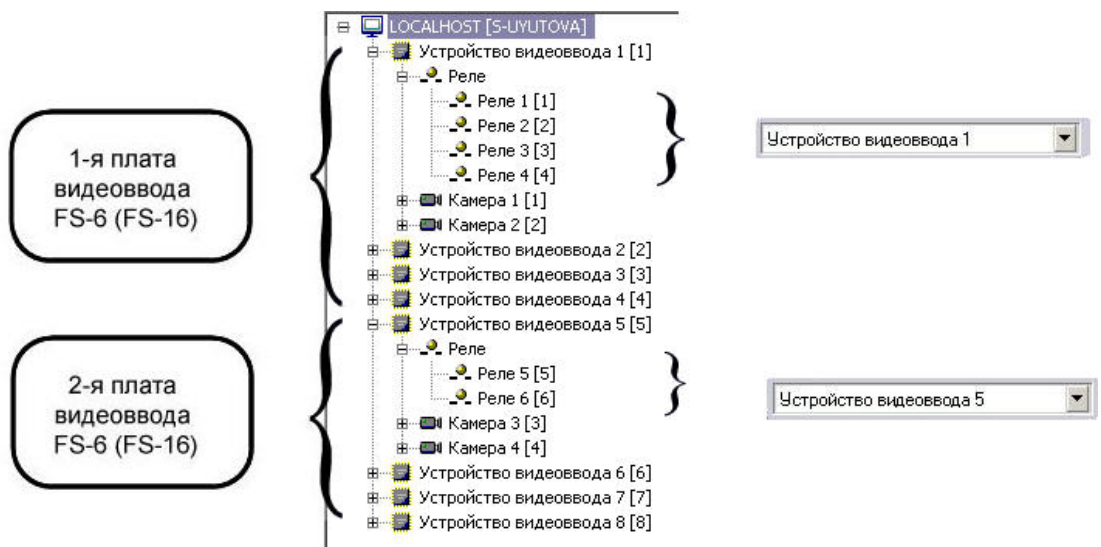 LOCALHOST [S-UYUTOVA]
Устройство видеоввода 1 [1]
Реле
Реле 1 [1]
Реле 2 [2]
Реле 3 [3]
Реле 4 [4]
Камера 1 [1]
Камера 2 [2]
Устройство видеоввода 2 [2]
Устройство видеоввода 3 [3]
Устройство видеоввода 4 [4]
Устройство видеоввода 5 [5]
Реле
Реле 5 [5]
Реле 6 [6]
Камера 3 [3]
Камера 4 [4]
Устройство видеоввода 6 [6]
Устройство видеоввода 7 [7]
Устройство видеоввода 8 [8]
1-я плата
видеоввода
FS-6 (FS-16)
2-я плата
видеоввода
FS-6 (FS-16)
Устройство видеоввода 1
Устройство видеоввода 5